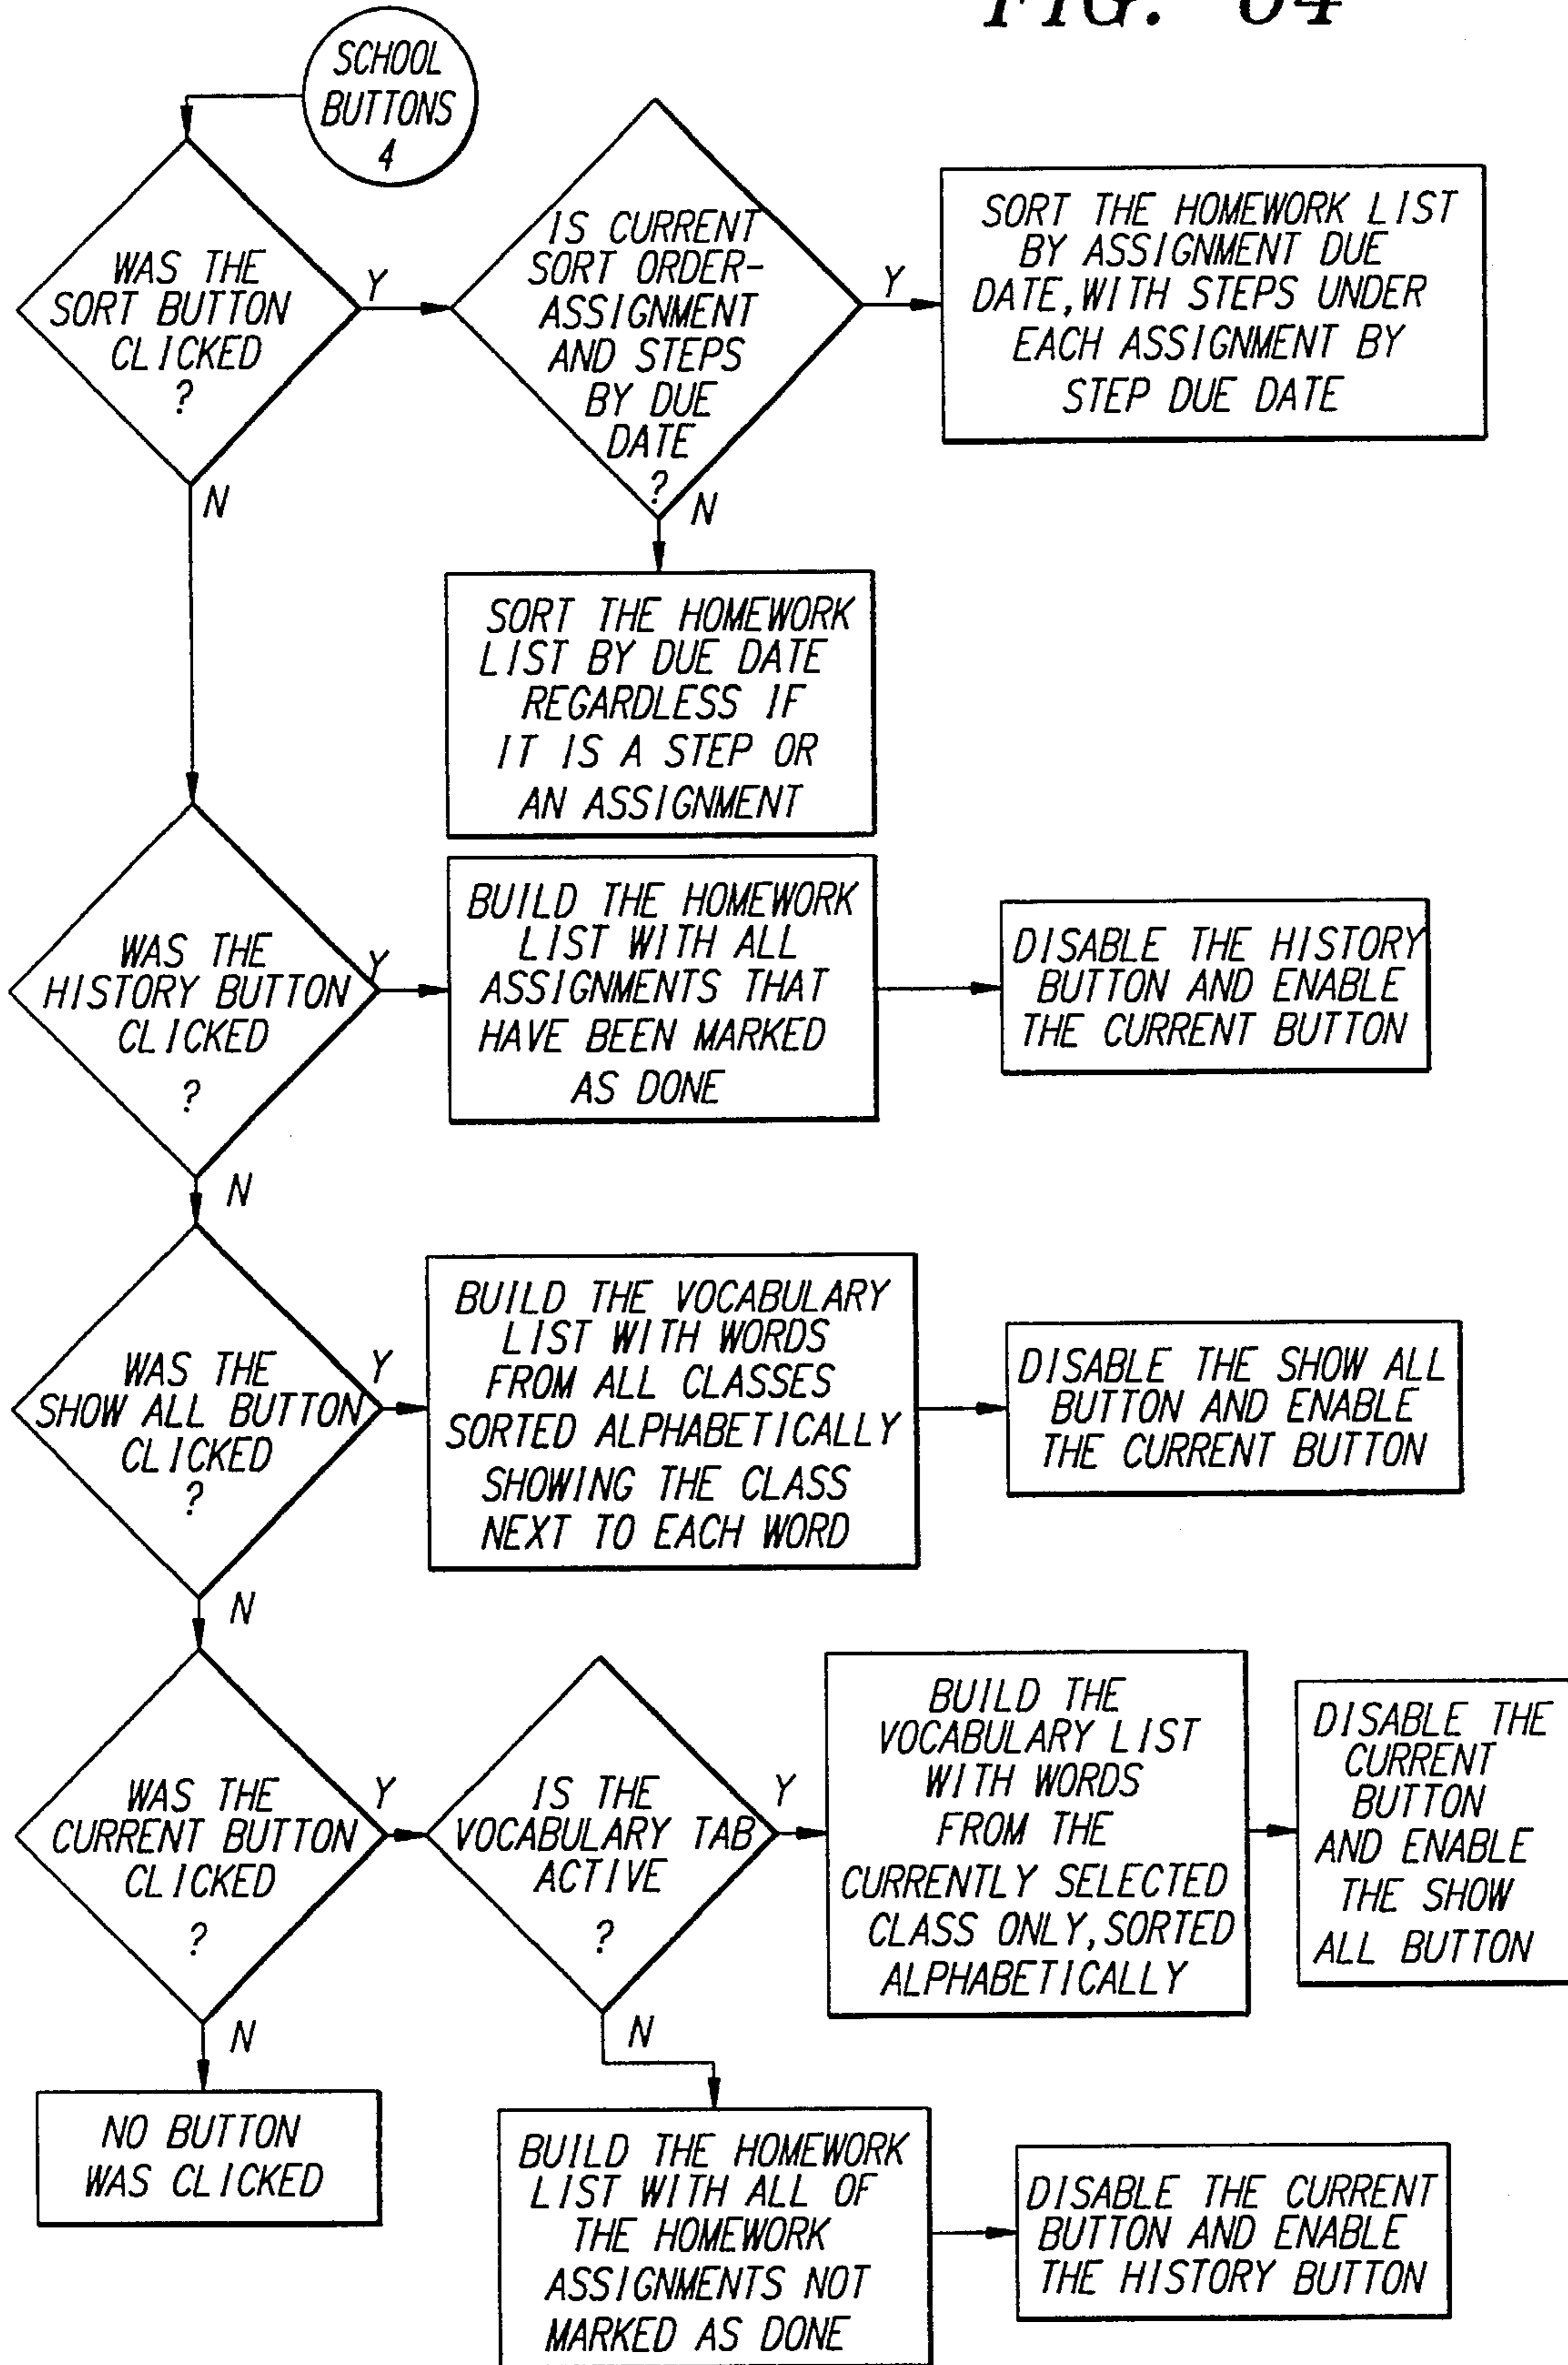 FIG.
SCHOOL
BUTTONS
4
WAS THE
SORT BUTTON
CLICKED
?
Y
N
IS CURRENT
SORT ORDER-
ASSIGNMENT
AND STEPS
BY DUE
DATE
?
Y
N
SORT THE HOMEWORK LIST
BY ASSIGNMENT DUE
DATE, WITH STEPS UNDER
EACH ASSIGNMENT BY
STEP DUE DATE
SORT THE HOMEWORK
LIST BY DUE DATE
REGARDLESS IF
IT IS A STEP OR
AN ASSIGNMENT
WAS THE
HISTORY BUTTON
CLICKED
?
Y
N
BUILD THE HOMEWORK
LIST WITH ALL
ASSIGNMENTS THAT
HAVE BEEN MARKED
AS DONE
DISABLE THE HISTORY
BUTTON AND ENABLE
THE CURRENT BUTTON
WAS THE
SHOW ALL BUTTON
CLICKED
?
Y
N
BUILD THE VOCABULARY
LIST WITH WORDS
FROM ALL CLASSES
SORTED ALPHABETICALLY
SHOWING THE CLASS
NEXT TO EACH WORD
DISABLE THE SHOW ALL
BUTTON AND ENABLE
THE CURRENT BUTTON
WAS THE
CURRENT BUTTON
CLICKED
?
Y
N
IS THE
VOCABULARY TAB
ACTIVE
?
Y
N
BUILD THE
VOCABULARY LIST
WITH WORDS
FROM THE
CURRENTLY SELECTED
CLASS ONLY, SORTED
ALPHABETICALLY
DISABLE THE
CURRENT
BUTTON
AND ENABLE
THE SHOW
ALL BUTTON
NO BUTTON
WAS CLICKED
BUILD THE HOMEWORK
LIST WITH ALL OF
THE HOMEWORK
ASSIGNMENTS NOT
MARKED AS DONE
DISABLE THE CURRENT
BUTTON AND ENABLE
THE HISTORY BUTTON